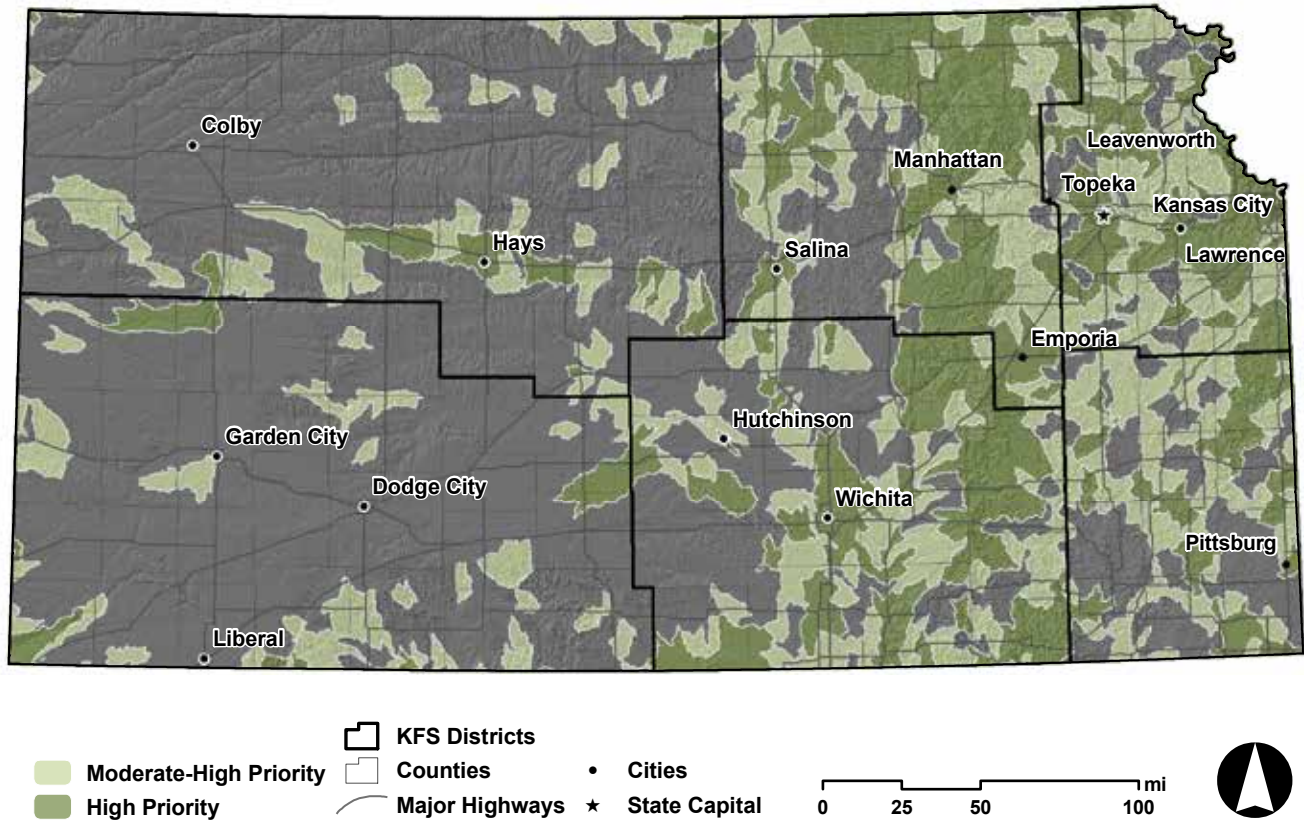 Colby
Leavenworth
Manhattan
Topeka
Kansas City
Hays
Salina
Lawrence
Emporia
Hutchinson
Garden City
Dodge City
Wichita
Pittsburg
Liberal
KFS Districts
Moderate-High Priority
Counties
Cities
mi
High Priority
Major Highways
State Capital
0 25 50 100